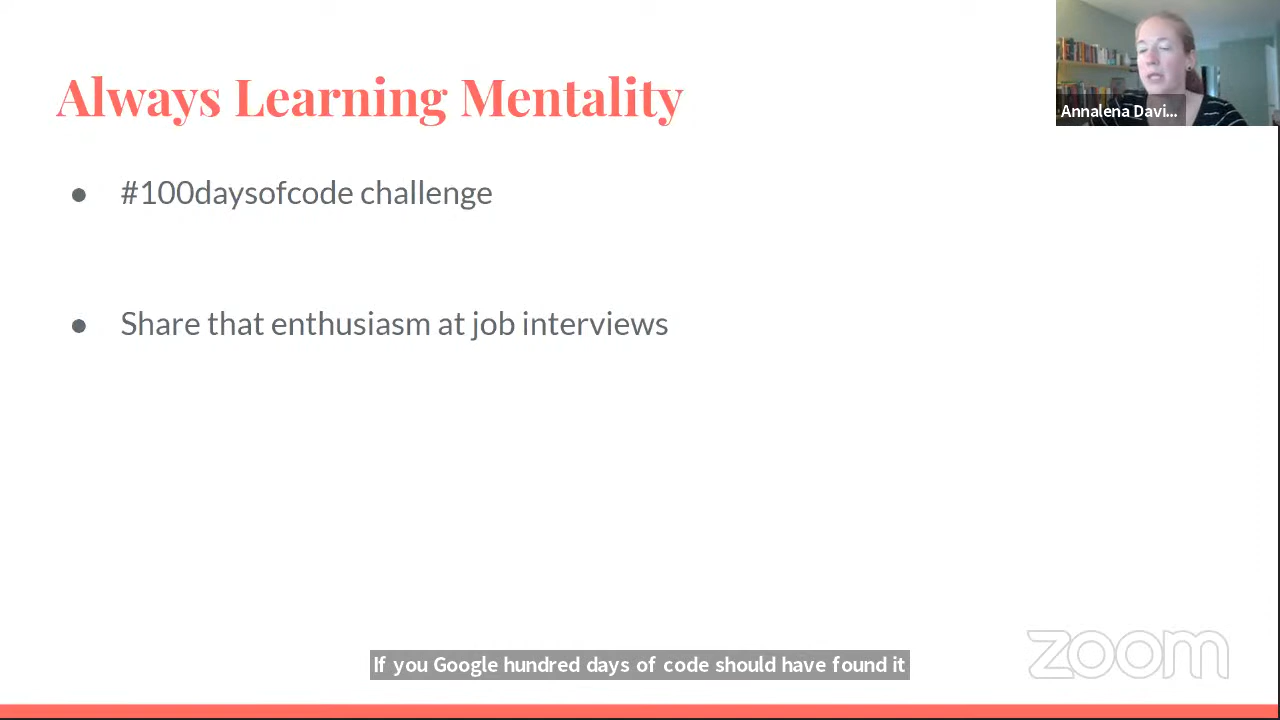 Always Learning Mentality
Annalena Davi...
● #100daysofcode challenge
● Share that enthusiasm at job interviews
If you Google hundred days of code should have found it
zoom